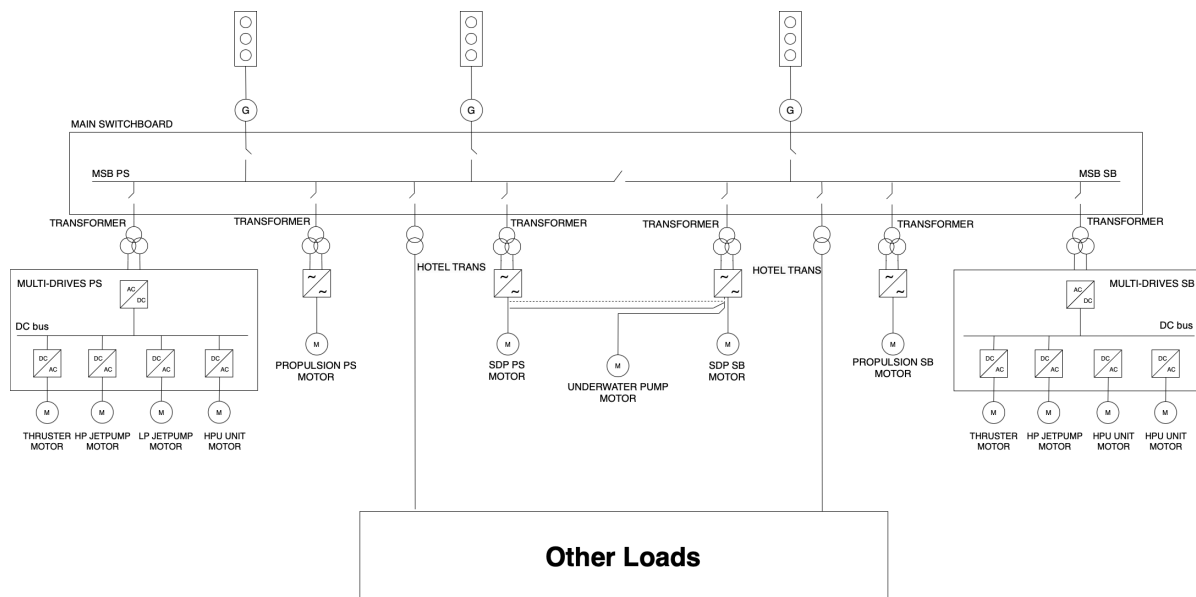 G
G
G
MAIN SWITCHBOARD
MSB PS
MSB SB
TRANSFORMER
TRANSFORMER
TRANSFORMER
TRANSFORMER
TRANSFORMER
TRANSFORMER
HOTEL TRANS
HOTEL TRANS
MULTI-DRIVES PS
AC
DC
~
~
~
~
~
~
~
~
MULTI-DRIVES SB
AC
DC
DC bus
DC bus
DC
AC
DC
AC
DC
AC
DC
AC
M
PROPULSION PS
MOTOR
M
SDP PS
MOTOR
M
UNDERWATER PUMP
MOTOR
M
SDP SB
MOTOR
M
PROPULSION SB
MOTOR
DC
AC
DC
AC
DC
AC
DC
AC
M
THRUSTER
MOTOR
M
HP JETPUMP
MOTOR
M
LP JETPUMP
MOTOR
M
HPU UNIT
MOTOR
M
THRUSTER
MOTOR
M
HP JETPUMP
MOTOR
M
HPU UNIT
MOTOR
M
HPU UNIT
MOTOR
Other Loads